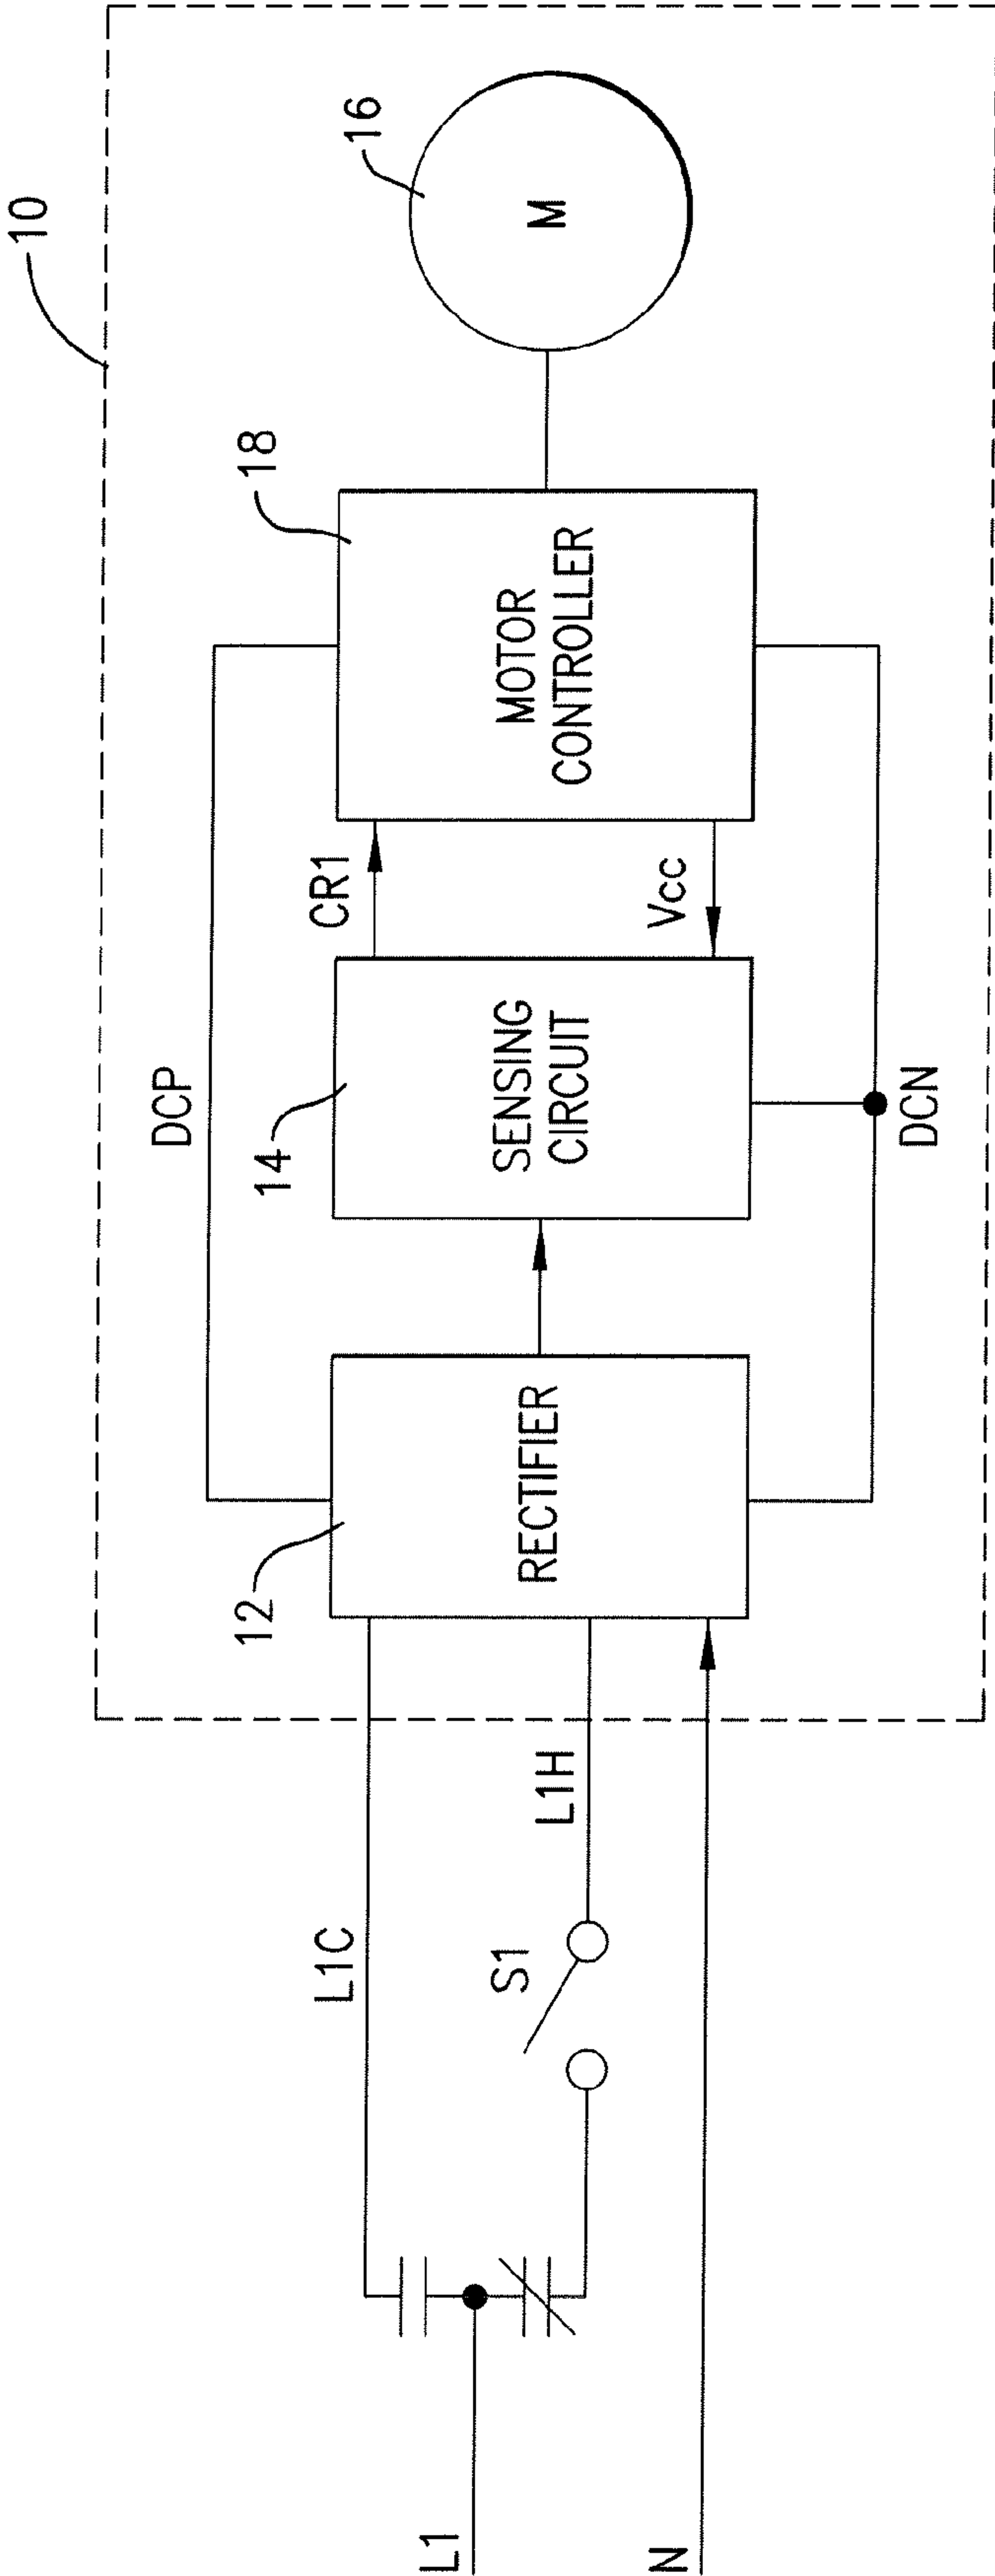 10
16
M
18
MOTOR
CONTROLLER
CR1
Vcc
DCP
14
SENSING
CIRCUIT
DCN
12
RECTIFIER
L1C
L1H
S1
L1
N